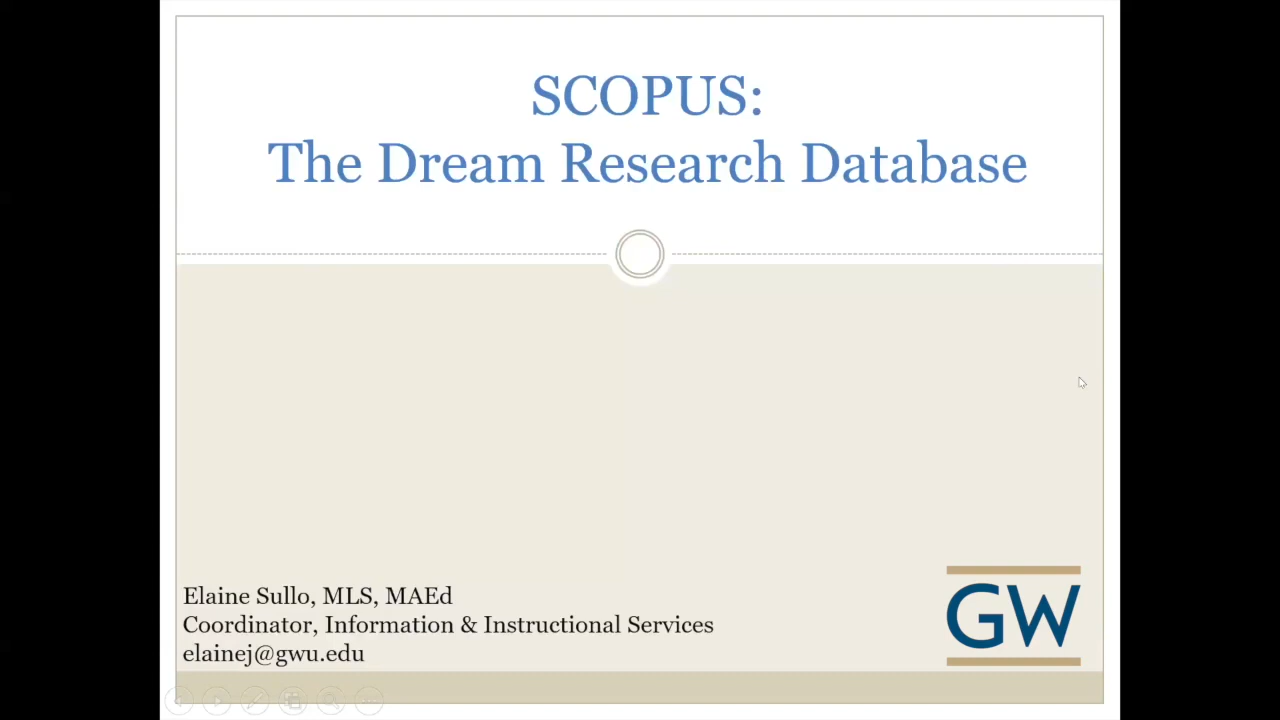 SCOPUS:
The Dream Research Database
Elaine Sullo, MLS, MAEd
Coordinator, Information & Instructional Services
elainej@gwu.edu
GW